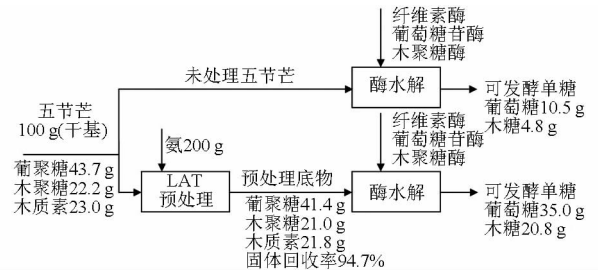 纤维素酶
葡萄糖苷酶
木聚糖酶
未处理五节芒
酶水解
可发酵单糖
葡萄糖10.5 g
木糖4.8 g
五节芒
100 g(干基)
葡聚糖43.7 g
木聚糖22.2 g
木质素23.0 g
氨200 g
LAT
预处理
预处理底物
葡聚糖41.4 g
木聚糖21.0 g
木质素21.8 g
固体回收率94.7%
纤维素酶
葡萄糖苷酶
木聚糖酶
酶水解
可发酵单糖
葡萄糖35.0 g
木糖20.8 g